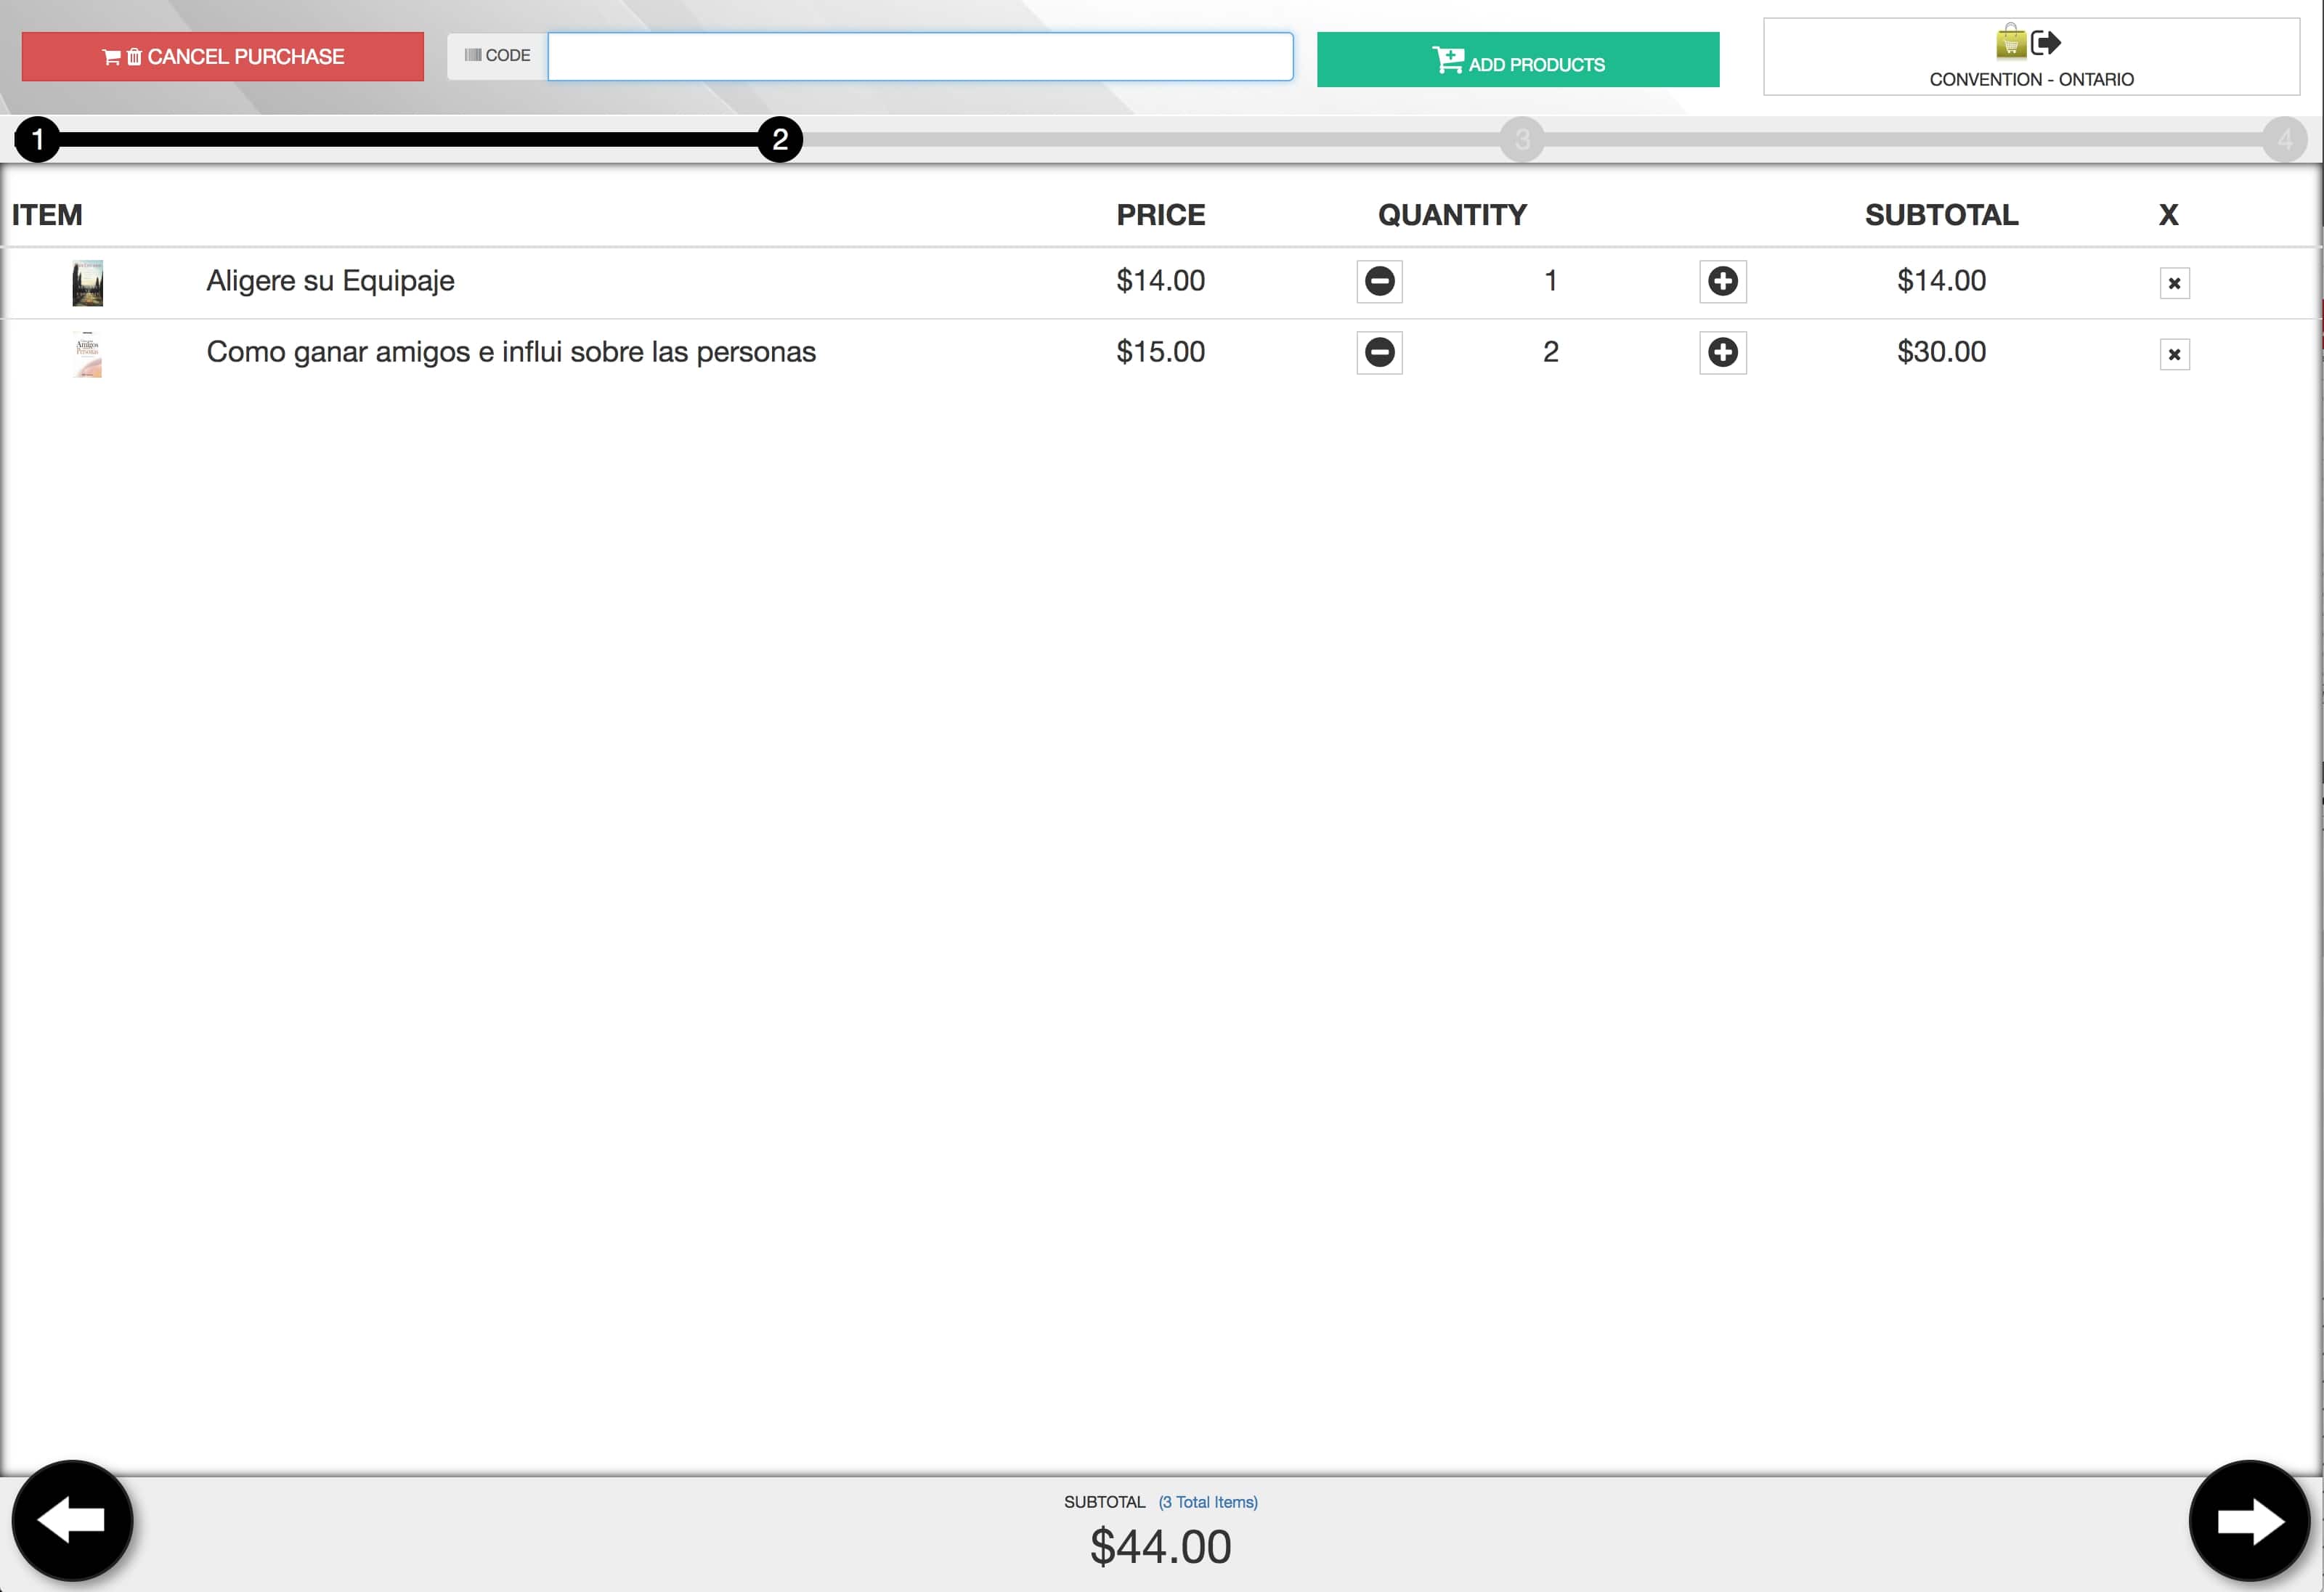 CANCEL PURCHASE
CODE
ADD PRODUCTS
CONVENTION - ONTARIO
1 2 3 4
ITEM PRICE QUANTITY SUBTOTAL X
Aligere su Equipaje $14.00 1 $14.00
Amigos
Personas
Como ganar amigos e influi sobre las personas $15.00 2 $30.00
SUBTOTAL (3 Total Items)
$44.00